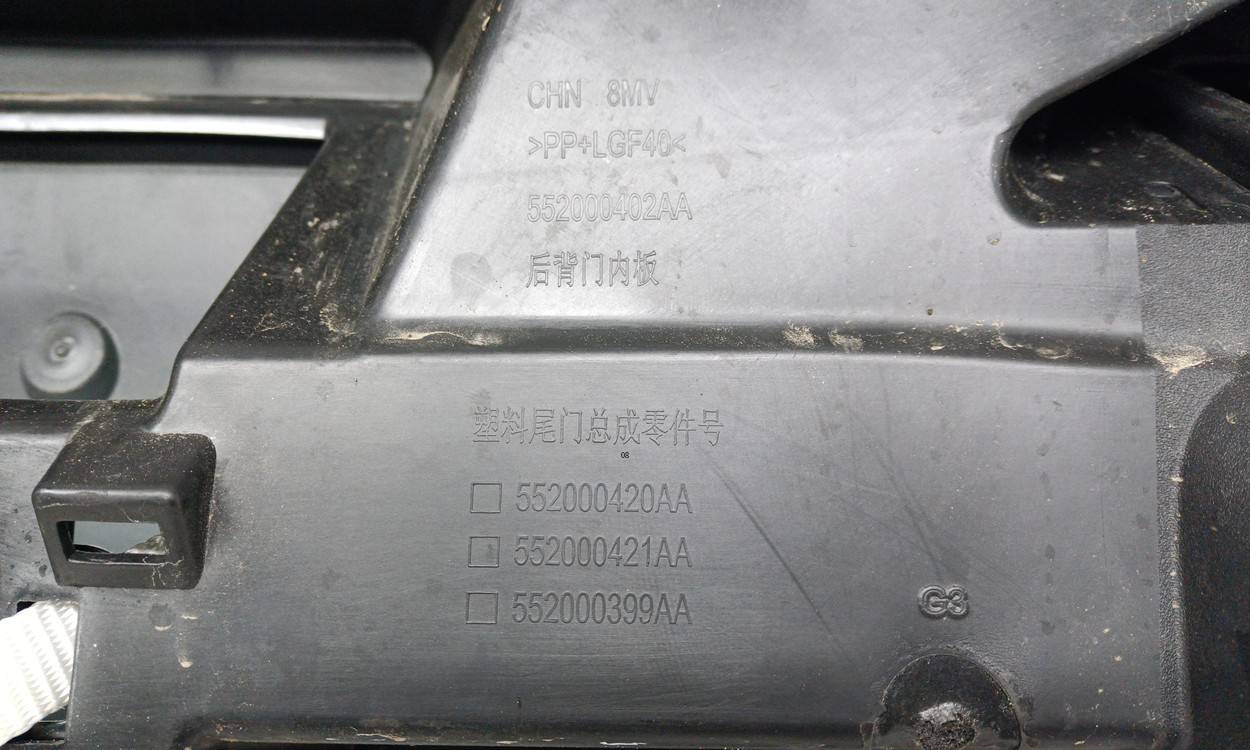 CHN 8MV
>PP+LGF40<
552000402AA
后背门内板
塑料尾门总成零件号
08
□ 552000420AA
□ 552000421AA
□ 552000399AA
G3